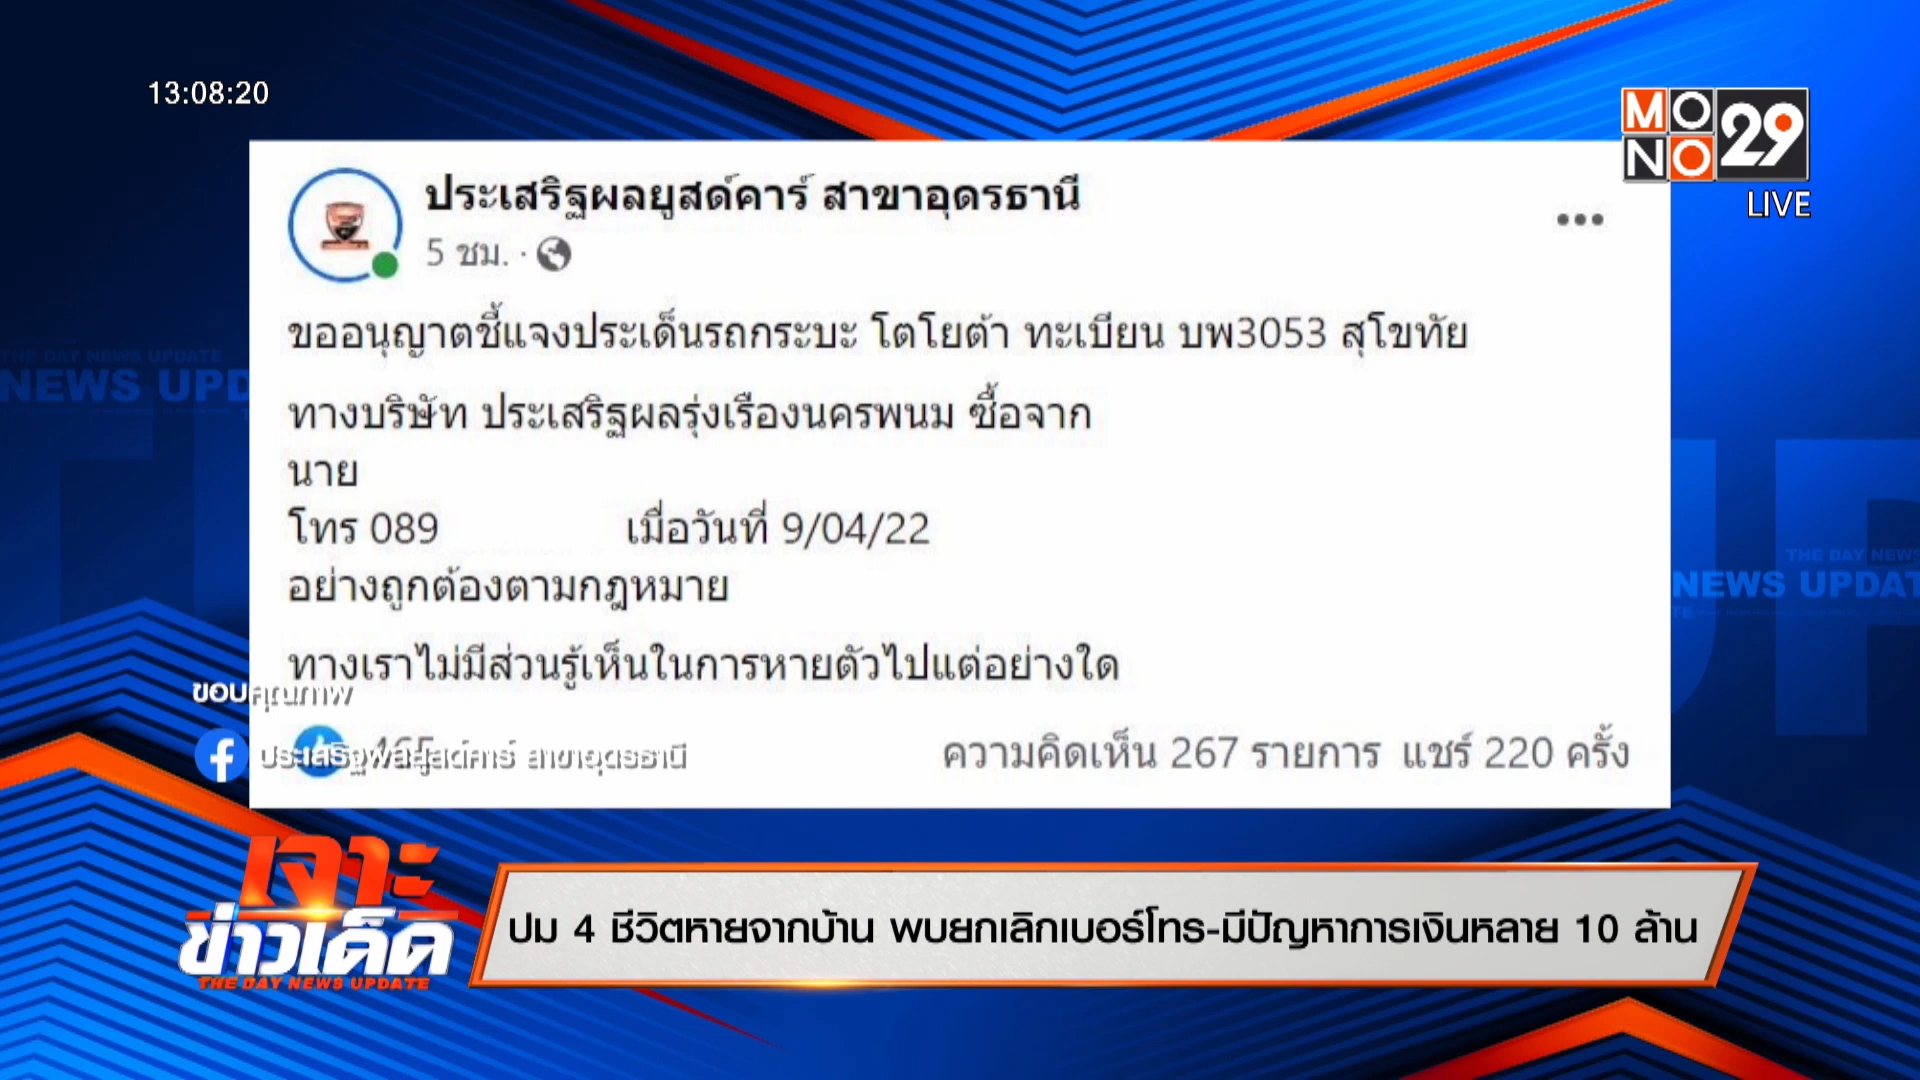 13:08:20
MONO 29
LIVE
ประเสริฐผลยูสด์คาร์ สาขาอุดรธานี
5 ชม. ·
ขออนุญาตชี้แจงประเด็นรถกระบะ โตโยต้า ทะเบียน บพ3053 สุโขทัย
ทางบริษัท ประเสริฐผลรุ่งเรืองนครพนม ซื้อจาก
นาย
โทร 089 เมื่อวันที่ 9/04/22
อย่างถูกต้องตามกฎหมาย
ทางเราไม่มีส่วนรู้เห็นในการหายตัวไปแต่อย่างใด
ขอบคุณภาพ
ประเสริฐผลยูสด์คาร์ สาขาอุดรธานี
ความคิดเห็น 267 รายการ แชร์ 220 ครั้ง
THE DAY NEWS UPDATE
NEWS UPD
THE DAY NEWS
NEWS UPDAT
เจาะ
ข่าวเด็ด
THE DAY NEWS UPDATE
ปม 4 ชีวิตหายจากบ้าน พบยกเลิกเบอร์โทร-มีปัญหาการเงินหลาย 10 ล้าน